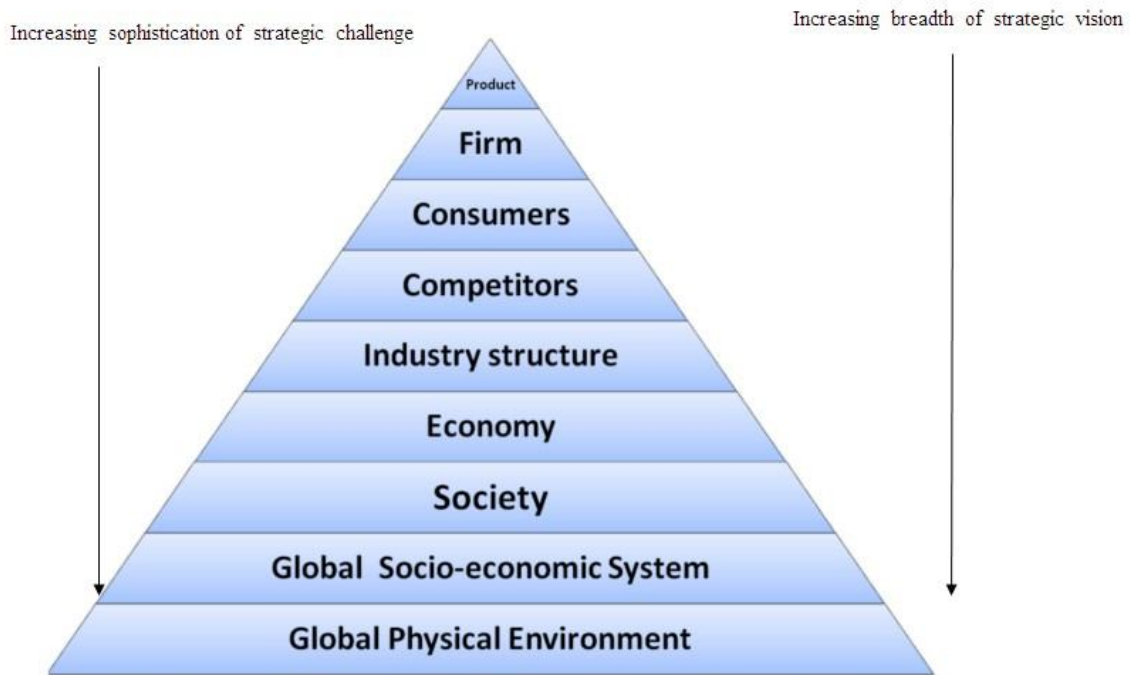 Increasing sophistication of strategic challenge
Increasing breadth of strategic vision
Product
Firm
Consumers
Competitors
Industry structure
Economy
Society
Global Socio-economic System
Global Physical Environment